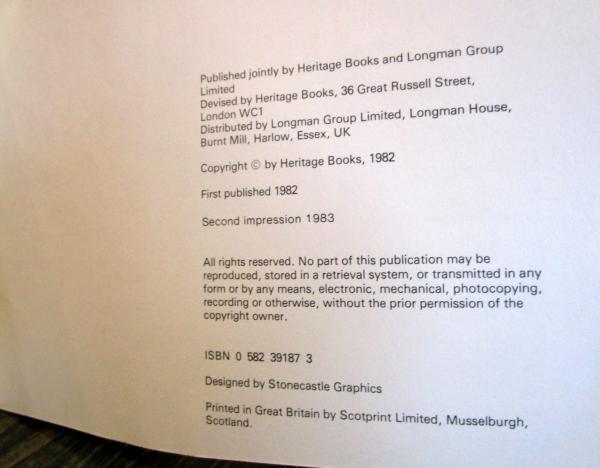 Published jointly by Heritage Books and Longman Group
Limited
Devised by Heritage Books, 36 Great Russell Street,
London WC1
Distributed by Longman Group Limited, Longman House,
Burnt Mill, Harlow, Essex, UK
Copyright © by Heritage Books, 1982
First published 1982
Second impression 1983
All rights reserved. No part of this publication may be
reproduced, stored in a retrieval system, or transmitted in any
form or by any means, electronic, mechanical, photocopying,
recording or otherwise, without the prior permission of the
copyright owner.
ISBN 0 582 39187 3
Designed by Stonecastle Graphics
Printed in Great Britain by Scotprint Limited, Musselburgh,
Scotland.